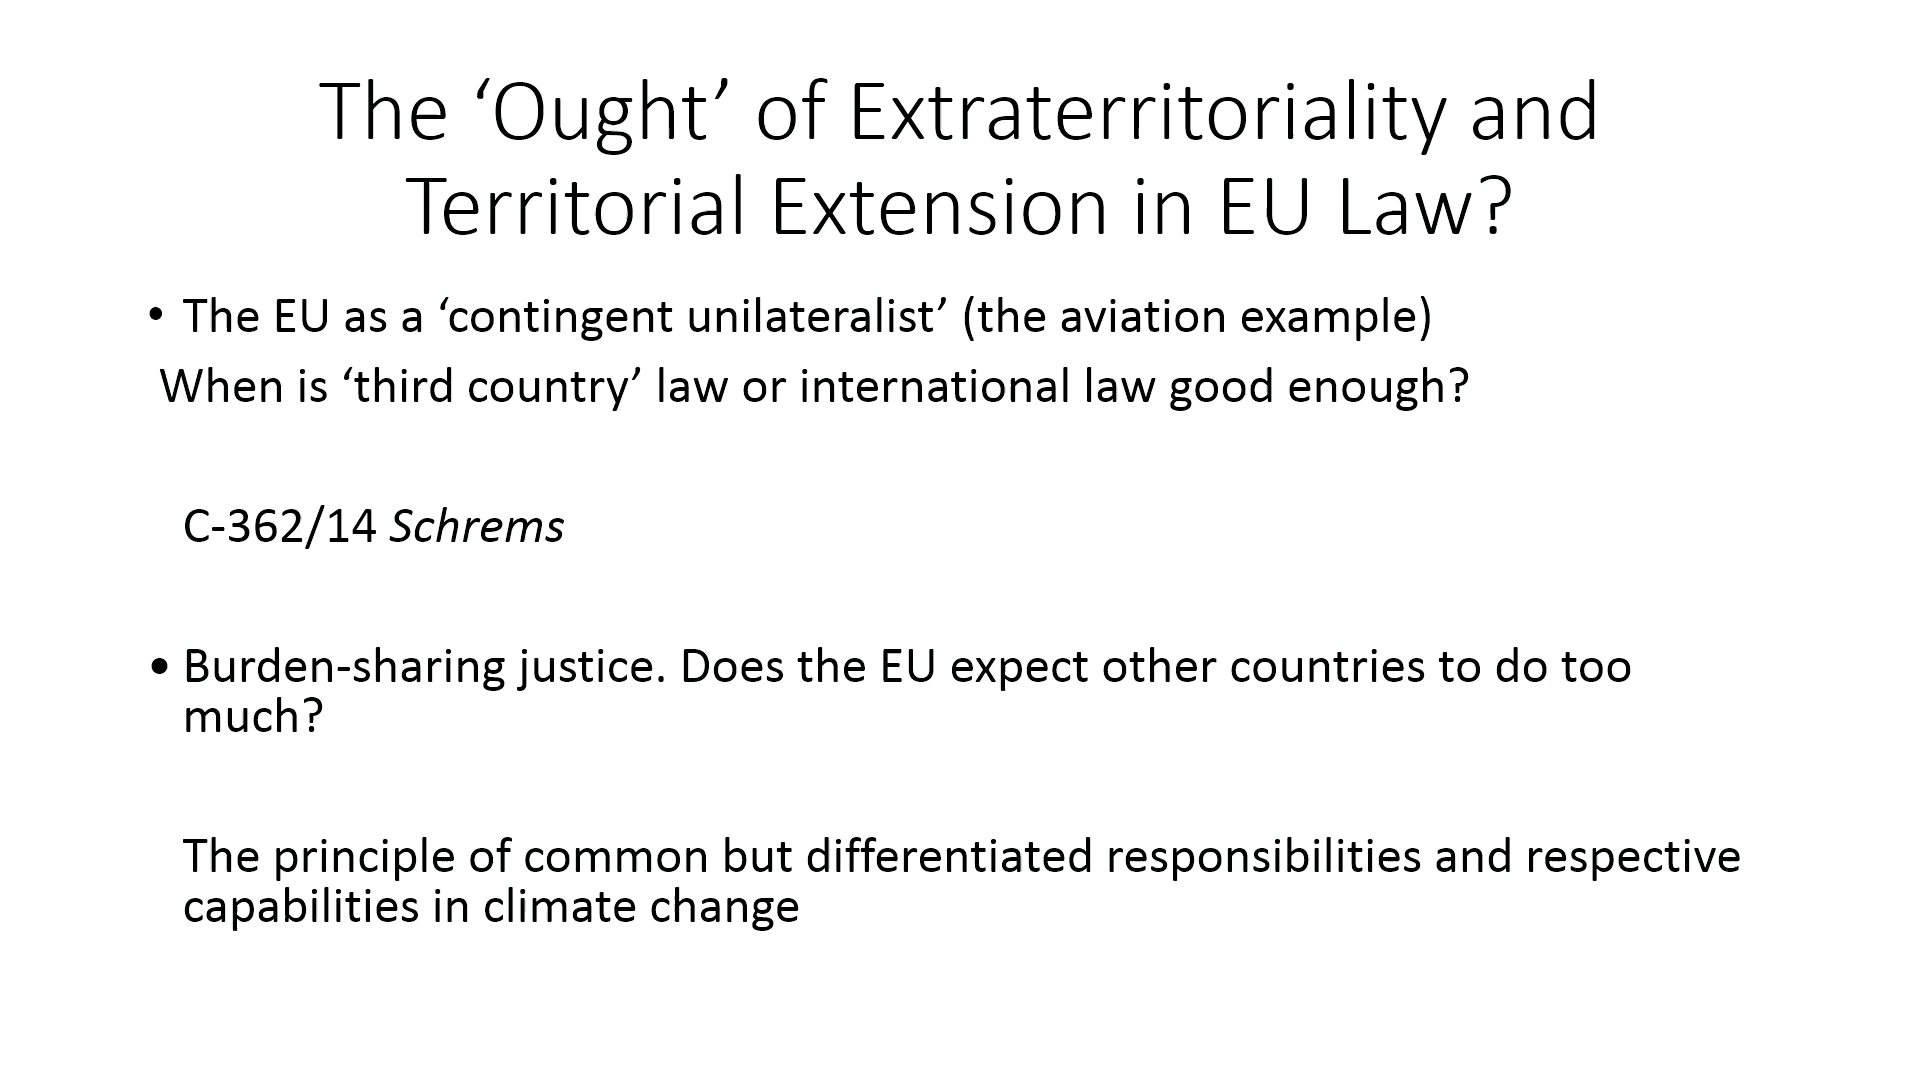 The ‘Ought’ of Extraterritoriality and
Territorial Extension in EU Law?
• The EU as a ‘contingent unilateralist’ (the aviation example)
When is ‘third country’ law or international law good enough?
C-362/14 Schrems
• Burden-sharing justice. Does the EU expect other countries to do too
much?
The principle of common but differentiated responsibilities and respective
capabilities in climate change